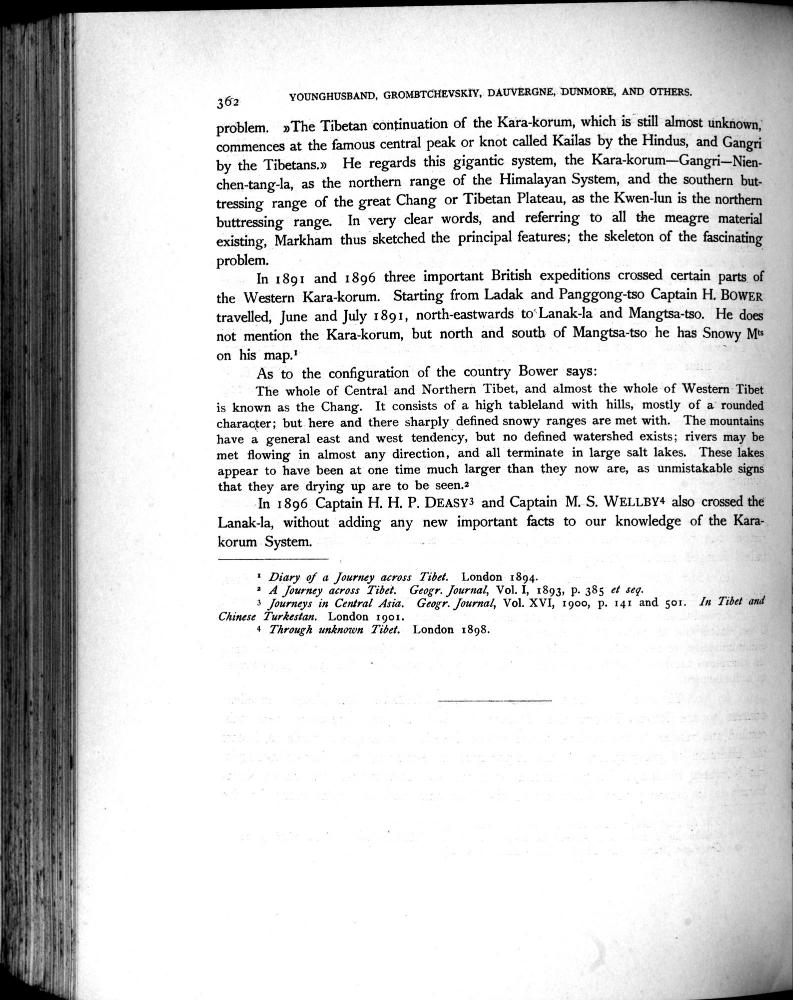 362 YOUNGHUSBAND, GROMBTCHEVSKIY, DAUVERGNE, DUNMORE, AND OTHERS.
problem. »The Tibetan continuation of the Kara-korum, which is still almost unknown,
commences at the famous central peak or knot called Kailas by the Hindus, and Gangri
by the Tibetans.» He regards this gigantic system, the Kara-korum—Gangri—Nien-
chen-tang-la, as the northern range of the Himalayan System, and the southern but-
tressing range of the great Chang or Tibetan Plateau, as the Kwen-lun is the northern
buttressing range. In very clear words, and referring to all the meagre material
existing, Markham thus sketched the principal features; the skeleton of the fascinating
problem.
In 1891 and 1896 three important British expeditions crossed certain parts of
the Western Kara-korum. Starting from Ladak and Panggong-tso Captain H. BOWER
travelled, June and July 1891, north-eastwards to Lanak-la and Mangtsa-tso. He does
not mention the Kara-korum, but north and south of Mangtsa-tso he has Snowy Mts
on his map.¹
As to the configuration of the country Bower says:
The whole of Central and Northern Tibet, and almost the whole of Western Tibet
is known as the Chang. It consists of a high tableland with hills, mostly of a rounded
character; but here and there sharply defined snowy ranges are met with. The mountains
have a general east and west tendency, but no defined watershed exists; rivers may be
met flowing in almost any direction, and all terminate in large salt lakes. These lakes
appear to have been at one time much larger than they now are, as unmistakable signs
that they are drying up are to be seen.²
In 1896 Captain H. H. P. DEASY³ and Captain M. S. WELLBY⁴ also crossed the
Lanak-la, without adding any new important facts to our knowledge of the Kara-
korum System.
¹ Diary of a Journey across Tibet. London 1894.
² A Journey across Tibet. Geogr. Journal, Vol. I, 1893, p. 385 et seq.
³ Journeys in Central Asia. Geogr. Journal, Vol. XVI, 1900, p. 141 and 501. In Tibet and
Chinese Turkestan. London 1901.
⁴ Through unknown Tibet. London 1898.